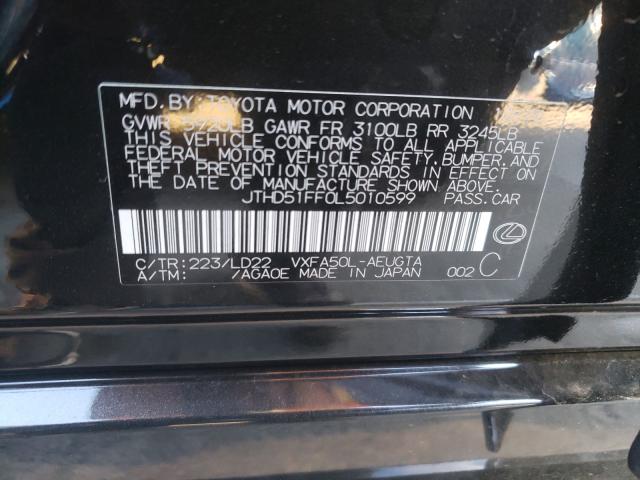 MFD. BY: TOYOTA MOTOR CORPORATION
GVWR 5920LB GAWR FR 3100LB RR 3245LB
THIS VEHICLE CONFORMS TO ALL APPLICABLE
FEDERAL MOTOR VEHICLE SAFETY, BUMPER, AND
THEFT PREVENTION STANDARDS IN EFFECT ON
THE DATE OF MANUFACTURE SHOWN ABOVE.
JTHD51FF0L5010599 PASS. CAR
C/TR: 223/LD22 VXFA50L-AEUGTA
A/TM: /AGA0E MADE IN JAPAN 002 C